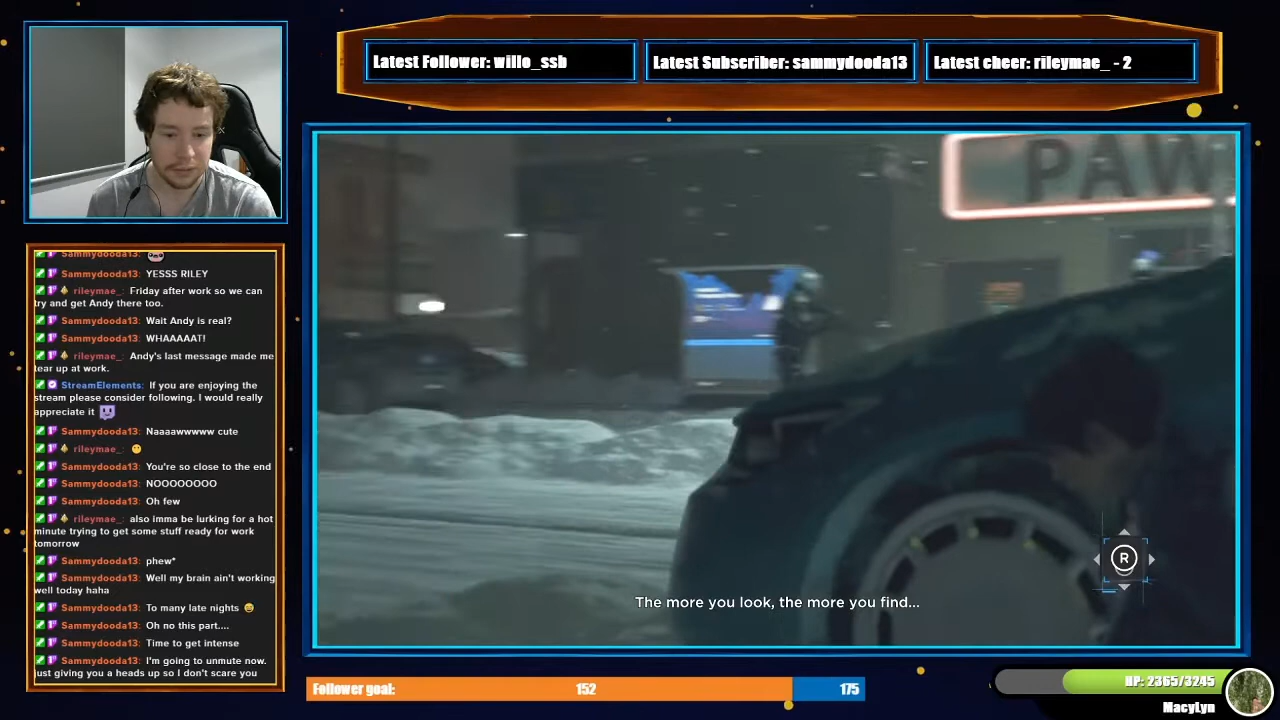 Latest Follower: willo_ssb
Latest Subscriber: sammydooda13
Latest cheer: rileymae_ - 2
Sammydooda13:
Sammydooda13: YESSS RILEY
rileymae_: Friday after work so we can
try and get Andy there too.
Sammydooda13: Wait Andy is real?
Sammydooda13: WHAAAAT!
rileymae_: Andy's last message made me
tear up at work.
StreamElements: If you are enjoying the
stream please consider following. I would really
appreciate it
Sammydooda13: Naaaawwwww cute
rileymae_:
Sammydooda13: You're so close to the end
Sammydooda13: NOOOOOOOO
Sammydooda13: Oh few
rileymae_: also imma be lurking for a hot
minute trying to get some stuff ready for work
tomorrow
Sammydooda13: phew*
Sammydooda13: Well my brain ain't working
well today haha
Sammydooda13: To many late nights
Sammydooda13: Oh no this part....
Sammydooda13: Time to get intense
Sammydooda13: I'm going to unmute now.
just giving you a heads up so I don't scare you
PAW
R
The more you look, the more you find...
Follower goal: 152 175
HP: 2365/3245
MacyLyn